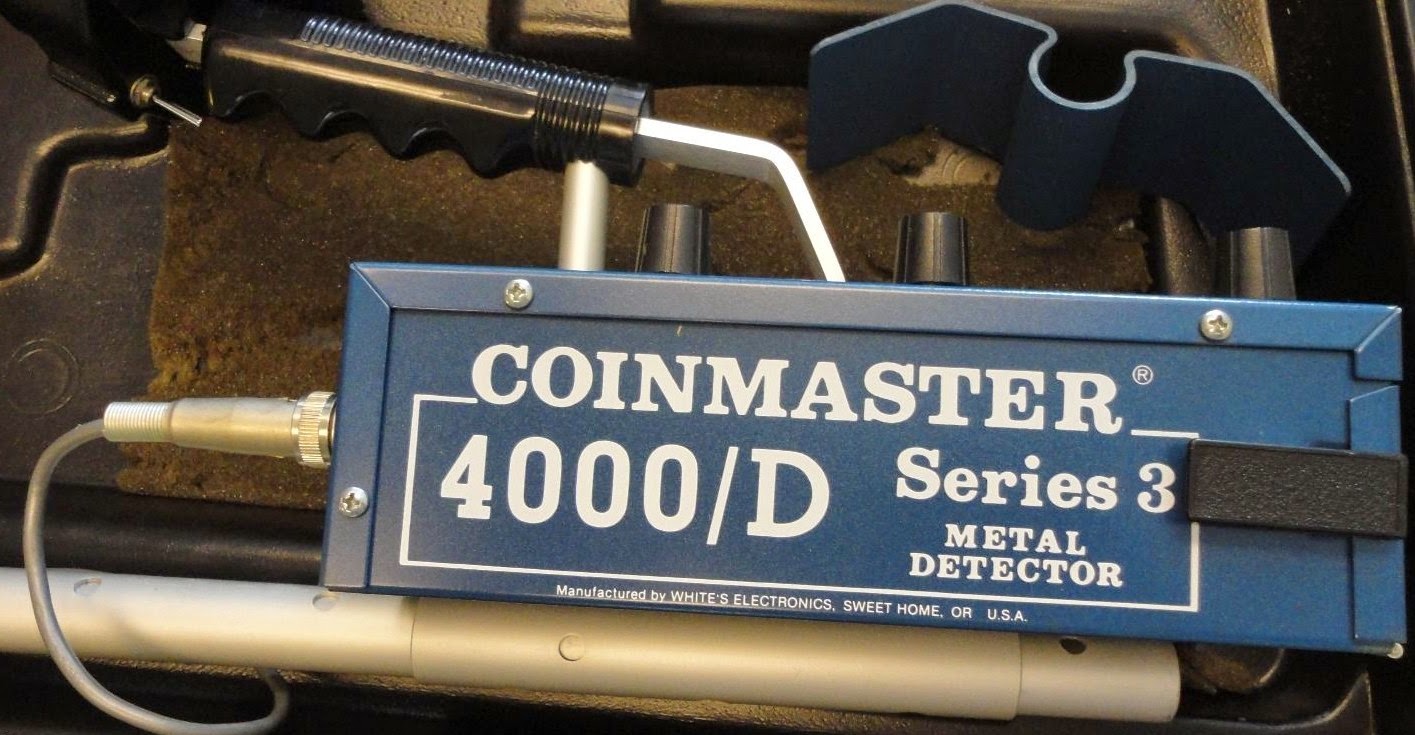 COINMASTER®
4000/D Series 3
METAL
DETECTOR
Manufactured by WHITE'S ELECTRONICS, SWEET HOME, OR U.S.A.